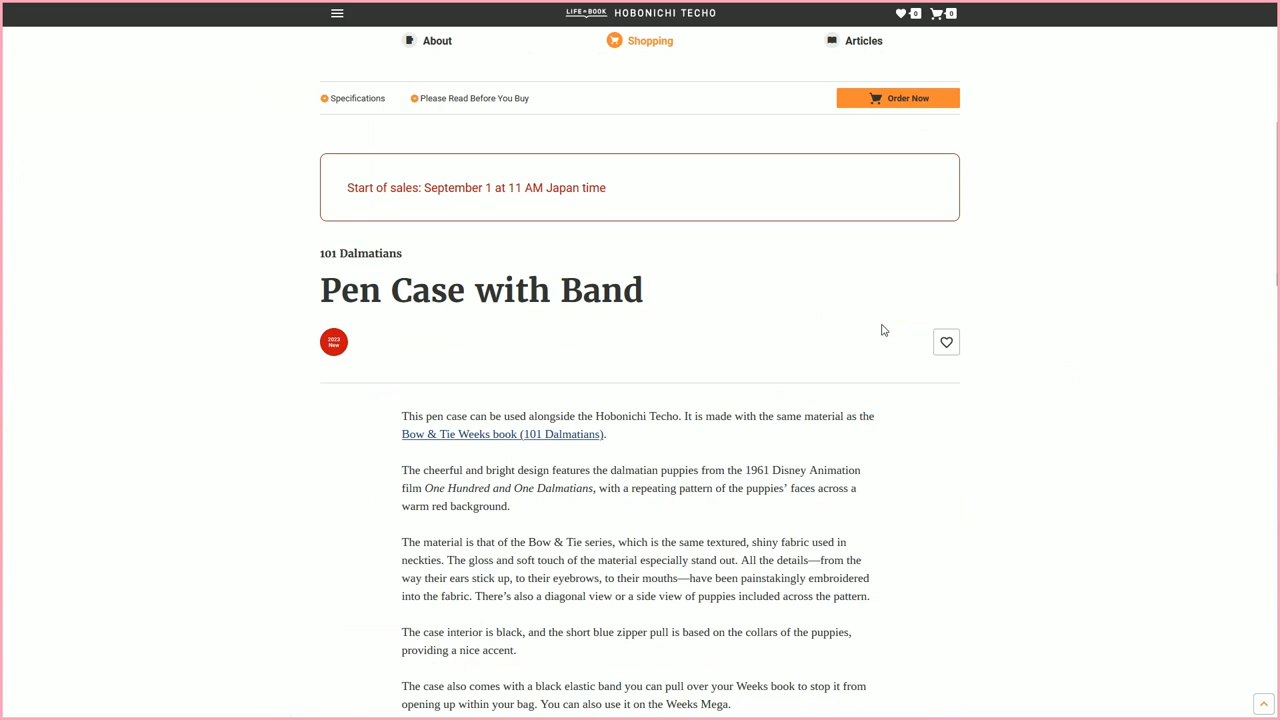 LIFE=BOOK HOBONICHI TECHO
0 0
About
Shopping
Articles
Specifications
Please Read Before You Buy
Order Now
Start of sales: September 1 at 11 AM Japan time
101 Dalmatians
Pen Case with Band
2023
New
This pen case can be used alongside the Hobonichi Techo. It is made with the same material as the
Bow & Tie Weeks book (101 Dalmatians).
The cheerful and bright design features the dalmatian puppies from the 1961 Disney Animation
film One Hundred and One Dalmatians, with a repeating pattern of the puppies’ faces across a
warm red background.
The material is that of the Bow & Tie series, which is the same textured, shiny fabric used in
neckties. The gloss and soft touch of the material especially stand out. All the details—from the
way their ears stick up, to their eyebrows, to their mouths—have been painstakingly embroidered
into the fabric. There’s also a diagonal view or a side view of puppies included across the pattern.
The case interior is black, and the short blue zipper pull is based on the collars of the puppies,
providing a nice accent.
The case also comes with a black elastic band you can pull over your Weeks book to stop it from
opening up within your bag. You can also use it on the Weeks Mega.